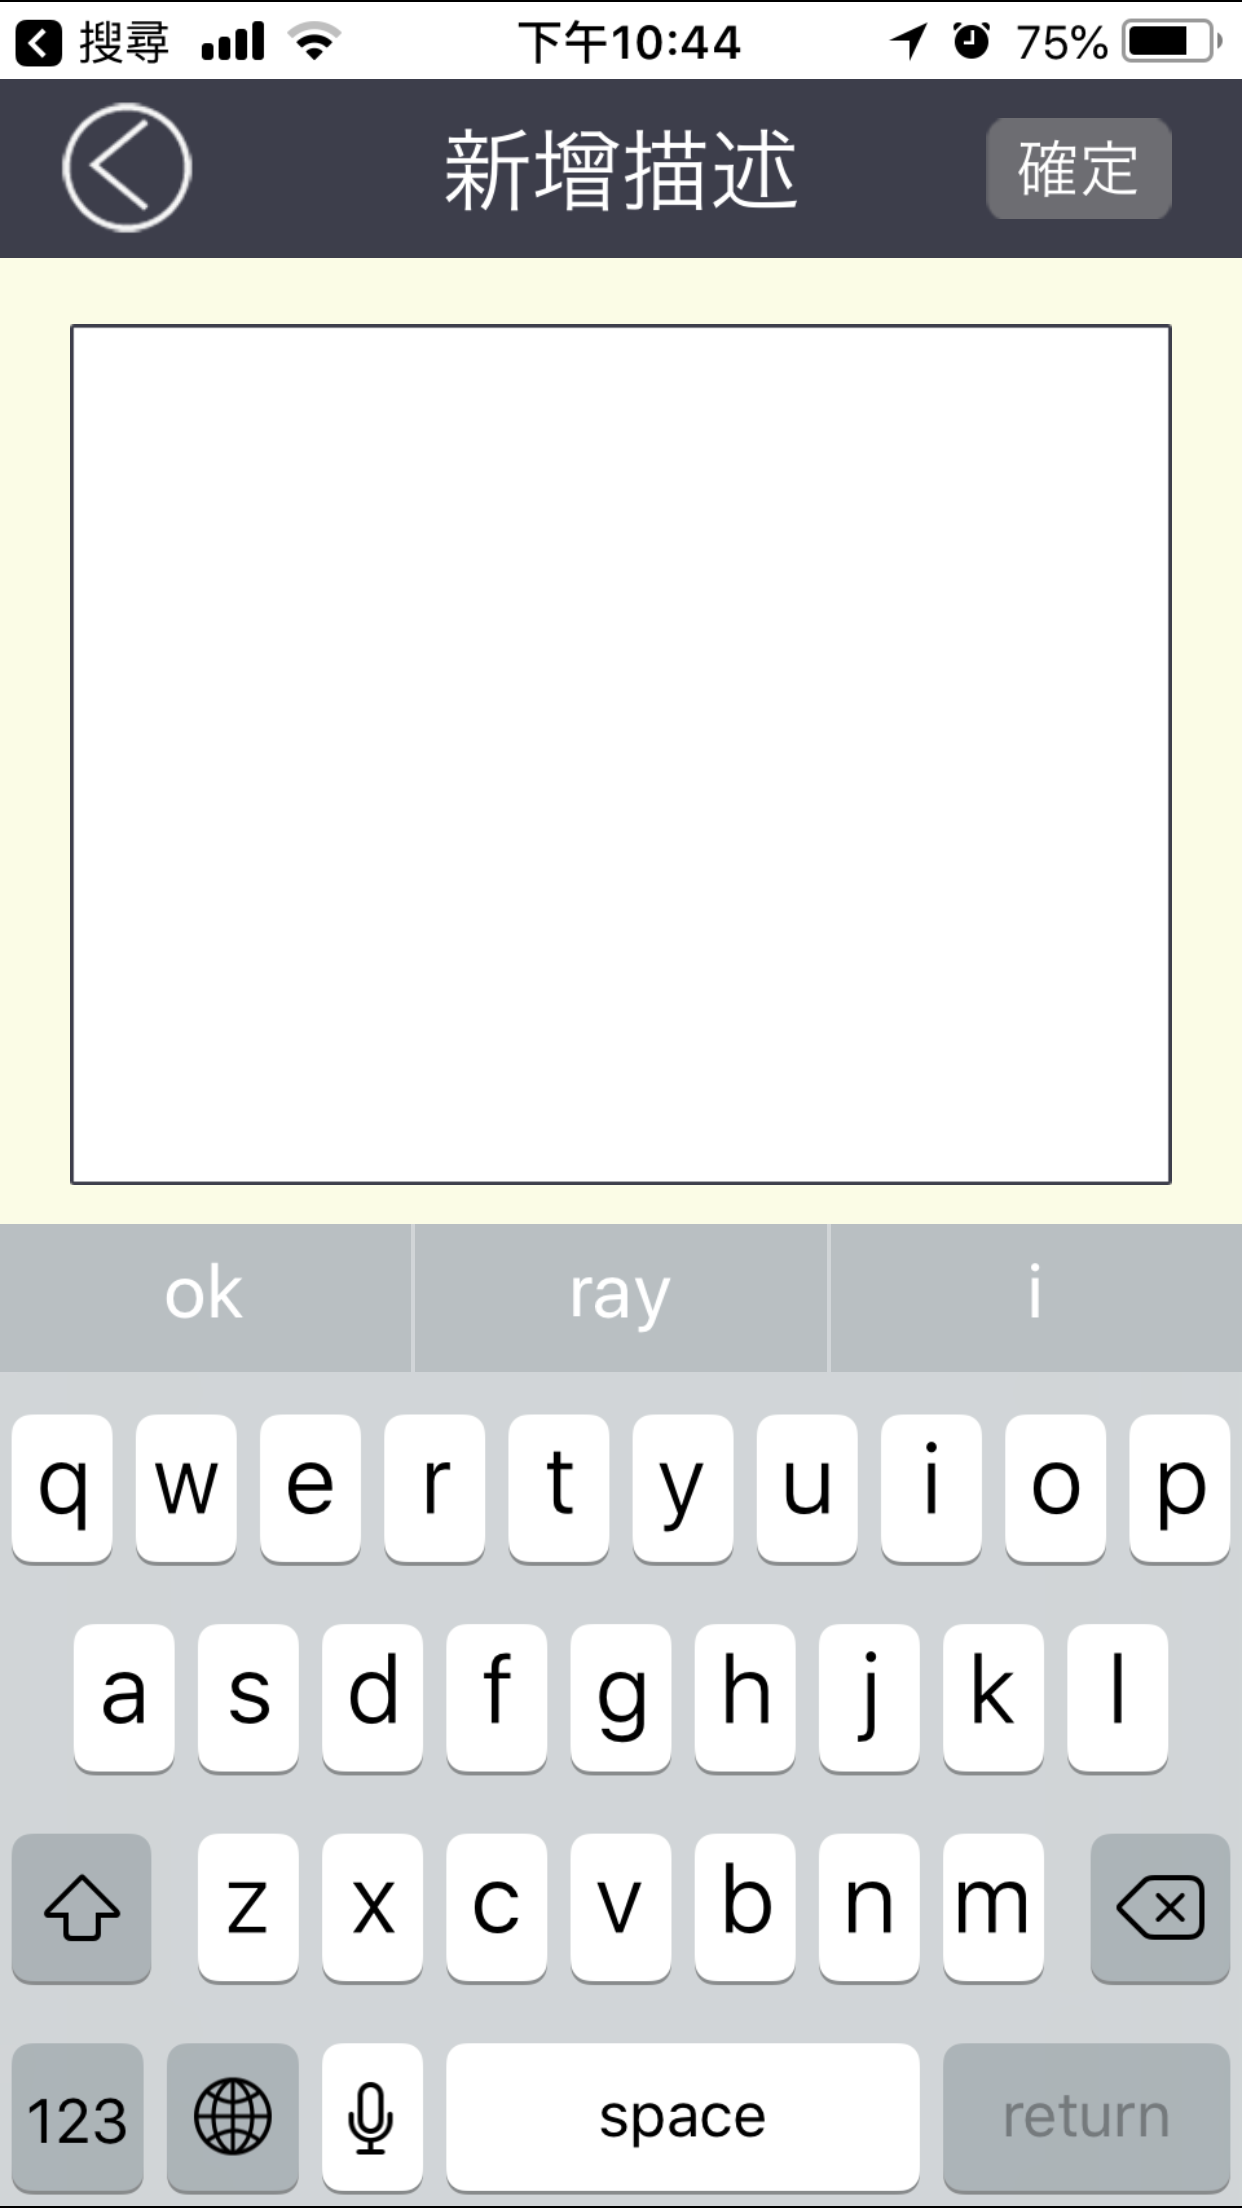 搜尋 下午10:44 75%
新增描述 確定
ok ray i
q w e r t y u i o p
a s d f g h j k l
z x c v b n m
123 space return